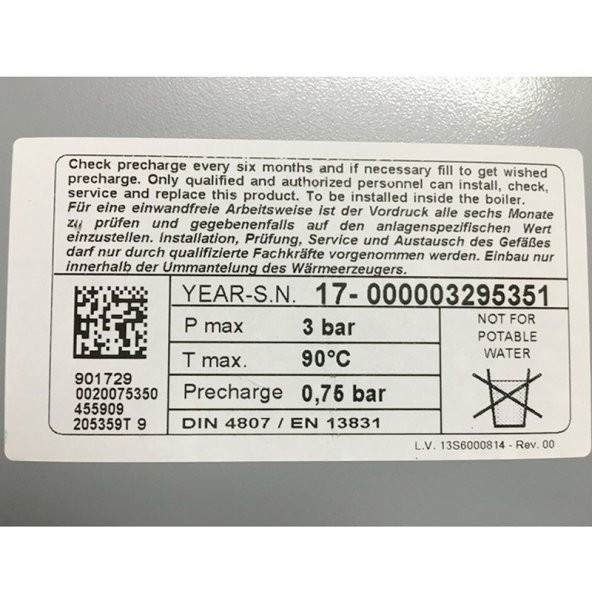 Check precharge every six months and if necessary fill to get wished
precharge. Only qualified and authorized personnel can install, check,
service and replace this product. To be installed inside the boiler.
Für eine einwandfreie Arbeitsweise ist der Vordruck alle sechs Monate
zu prüfen und gegebenenfalls auf den anlagenspezifischen Wert
einzustellen. Installation, Prüfung, Service und Austausch des Gefäßes
darf nur durch qualifizierte Fachkräfte vorgenommen werden. Einbau nur
innerhalb der Ummantelung des Wärmeerzeugers.
YEAR-S.N. 17- 000003295351
P max 3 bar
T max. 90°C
Precharge 0,75 bar
DIN 4807 / EN 13831
901729
0020075350
455909
205359T 9
NOT FOR
POTABLE
WATER
L.V. 13S6000814 - Rev. 00